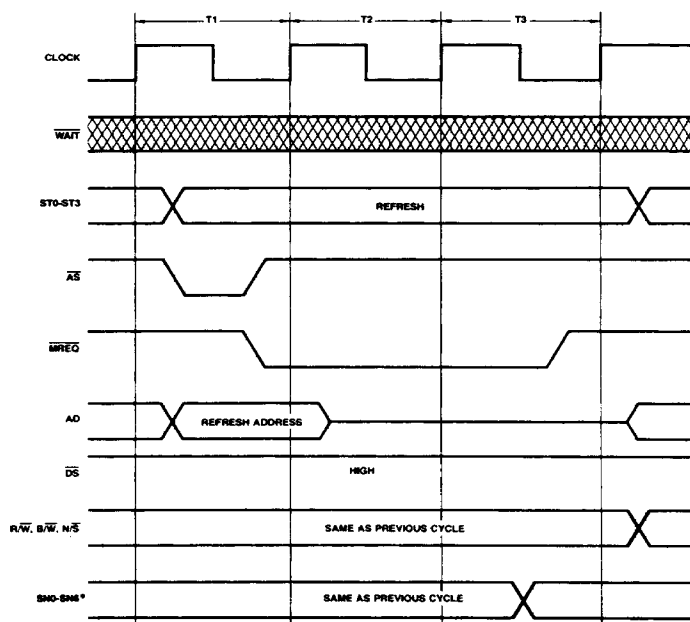 T1 T2 T3
CLOCK
WAIT
ST0-ST3 REFRESH
AS
MREQ
AD REFRESH ADDRESS
DS HIGH
R/W, B/W, N/S SAME AS PREVIOUS CYCLE
SN0-SN6* SAME AS PREVIOUS CYCLE